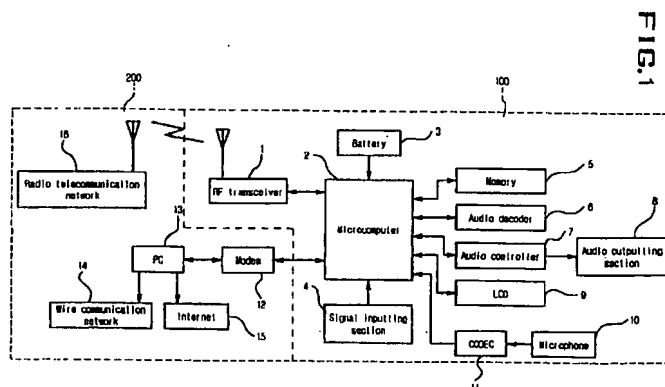 FIG.1
200
100
16
Radio telecommunication
network
1
RF transceiver
2
Microcomputer
Battery
3
Memory
5
Audio decoder
6
Audio controller
7
Audio outputting
section
8
LCD
9
4
Signal inputting
section
CODEC
11
Microphone
10
13
PC
Modem
12
14
Wire communication
network
Internet
15